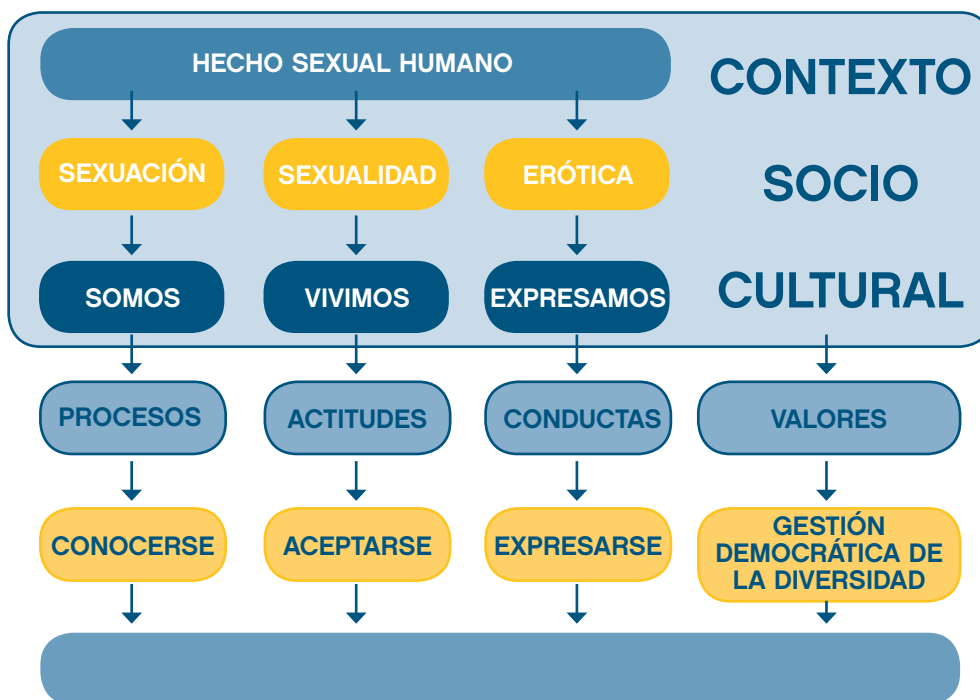 HECHO SEXUAL HUMANO
CONTEXTO
SOCIO
CULTURAL
SEXUACIÓN
SEXUALIDAD
ERÓTICA
SOMOS
VIVIMOS
EXPRESAMOS
PROCESOS
ACTITUDES
CONDUCTAS
VALORES
CONOCERSE
ACEPTARSE
EXPRESARSE
GESTIÓN
DEMOCRÁTICA DE
LA DIVERSIDAD